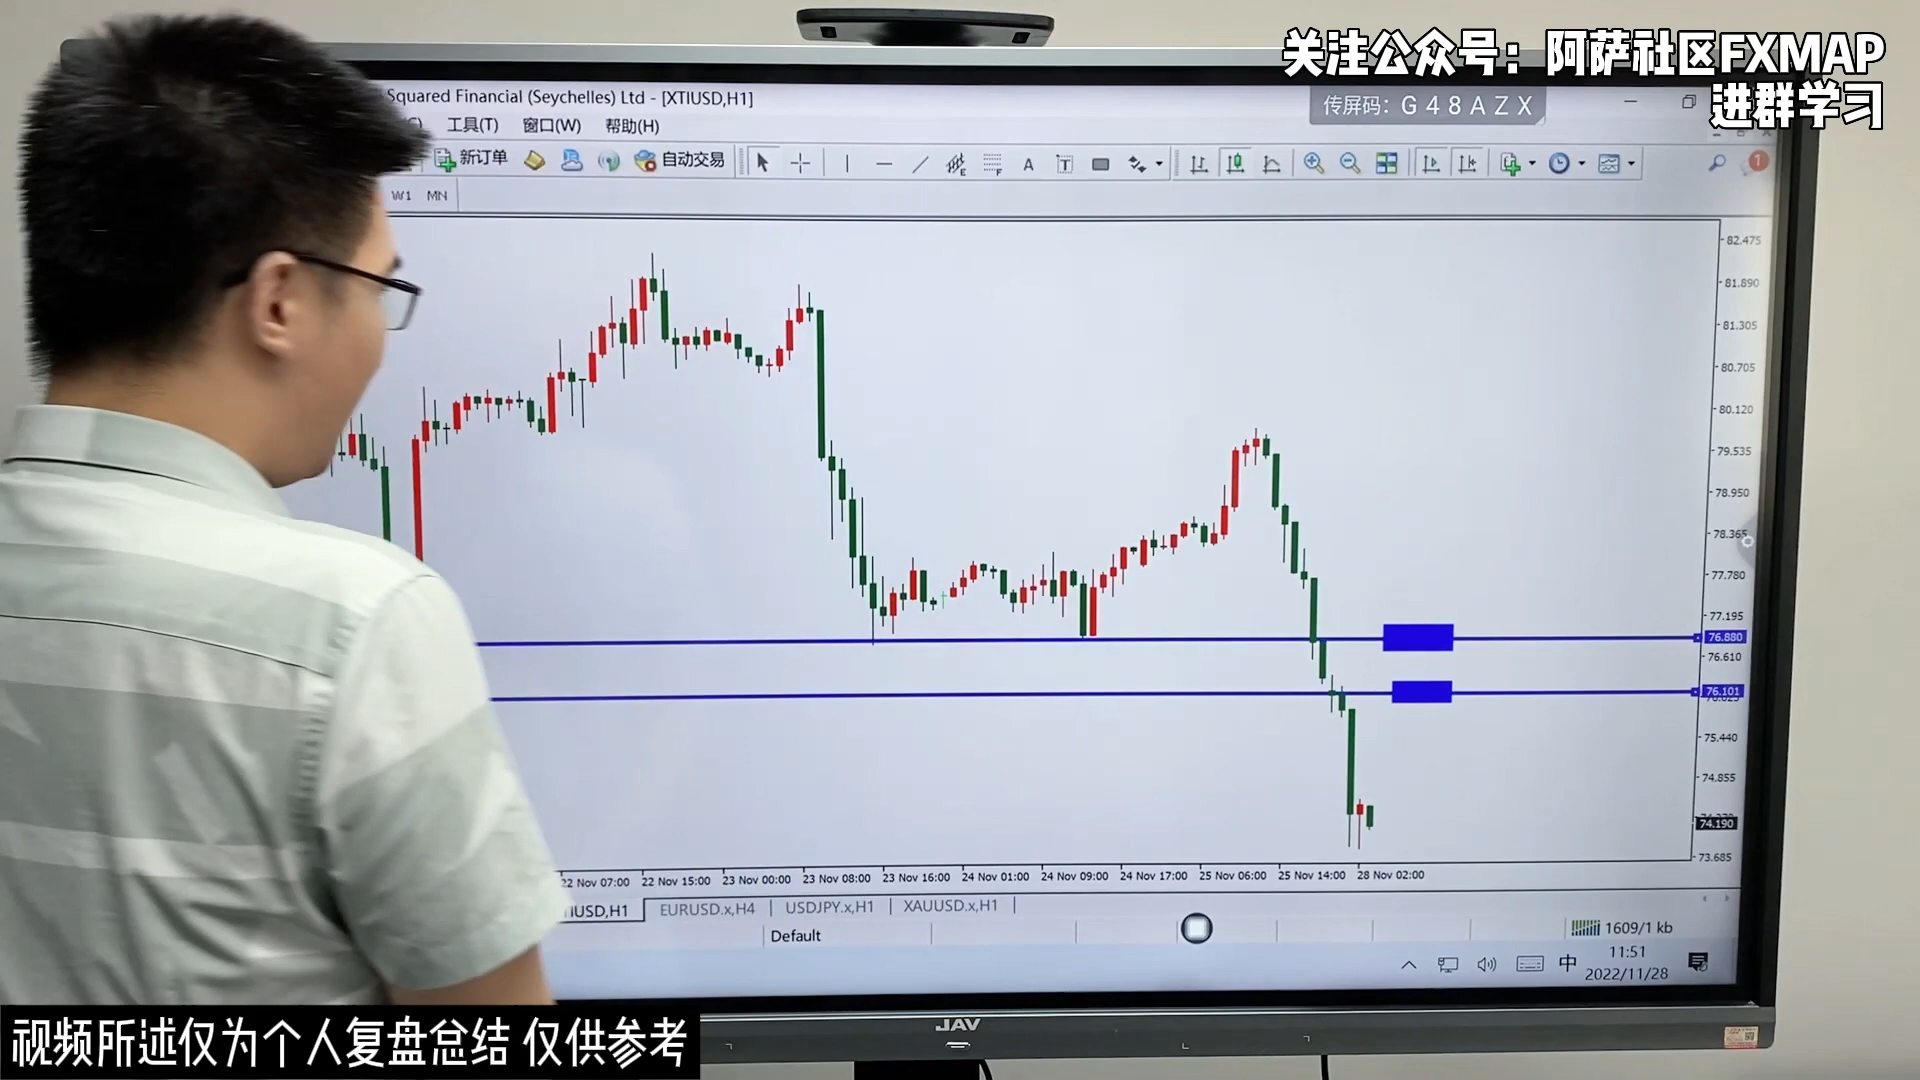 关注公众号：阿萨社区FXMAP
进群学习
Squared Financial (Seychelles) Ltd - [XTIUSD,H1]
传屏码：G48AZX
工具(T) 窗口(W) 帮助(H)
新订单 自动交易
W1 MN
82.475
81.890
81.305
80.705
80.120
79.535
78.950
78.365
77.780
77.195
76.880
76.610
76.101
75.440
74.855
74.190
73.685
22 Nov 07:00 22 Nov 15:00 23 Nov 00:00 23 Nov 08:00 23 Nov 16:00 24 Nov 01:00 24 Nov 09:00 24 Nov 17:00 25 Nov 06:00 25 Nov 14:00 28 Nov 02:00
IUSD,H1 EURUSD.x,H4 USDJPY.x,H1 XAUUSD.x,H1
Default
1609/1 kb
中
11:51
2022/11/28
JAV
视频所述仅为个人复盘总结 仅供参考